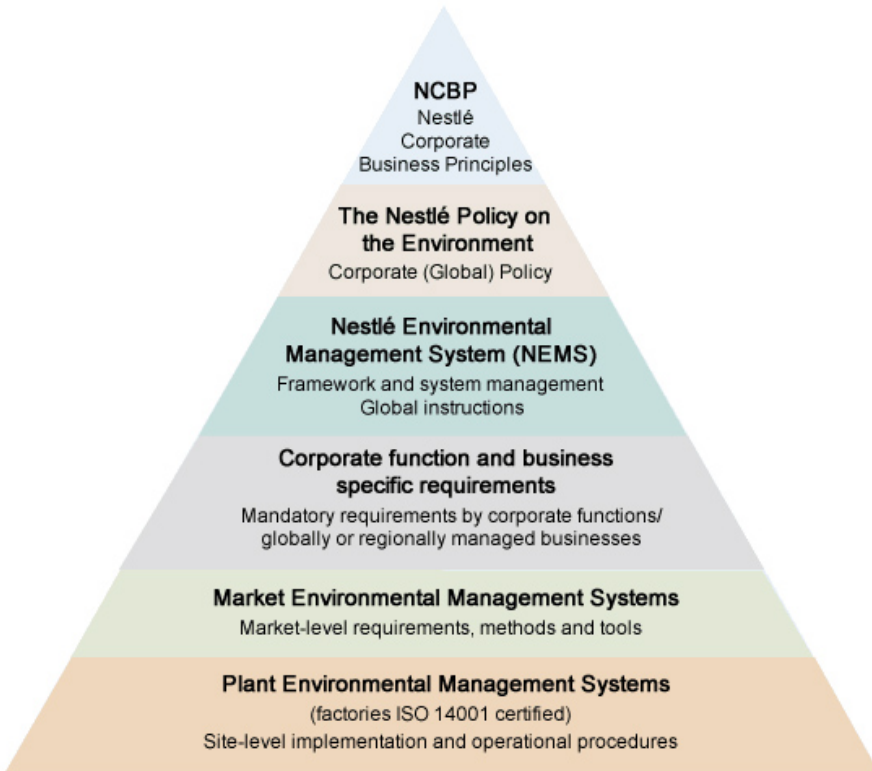 NCBP
Nestlé
Corporate
Business Principles
The Nestlé Policy on
the Environment
Corporate (Global) Policy
Nestlé Environmental
Management System (NEMS)
Framework and system management
Global instructions
Corporate function and business
specific requirements
Mandatory requirements by corporate functions/
globally or regionally managed businesses
Market Environmental Management Systems
Market-level requirements, methods and tools
Plant Environmental Management Systems
(factories ISO 14001 certified)
Site-level implementation and operational procedures